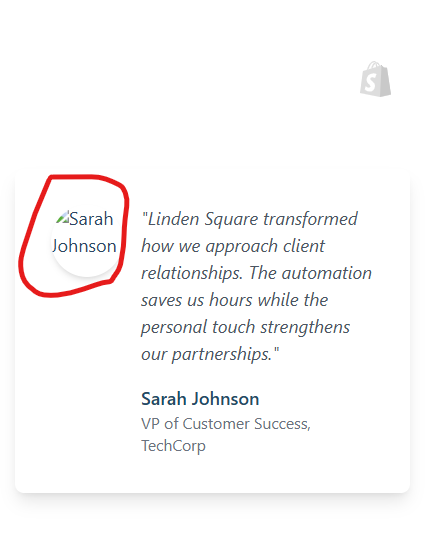 S
Sarah
Johnson
"Linden Square transformed
how we approach client
relationships. The automation
saves us hours while the
personal touch strengthens
our partnerships."
Sarah Johnson
VP of Customer Success,
TechCorp